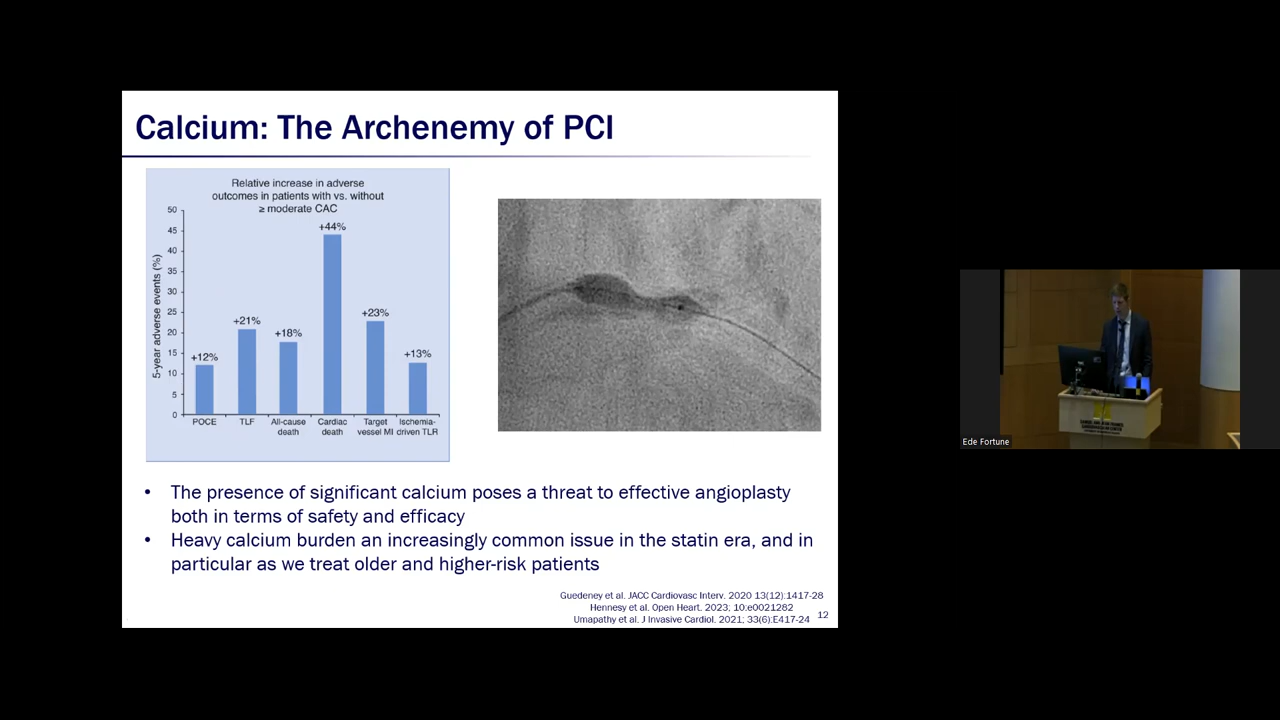 Calcium: The Archenemy of PCI
Relative increase in adverse
outcomes in patients with vs. without
≥ moderate CAC
5-year adverse events (%)
50
45
40
35
30
25
20
15
10
5
0
+12%
+21%
+18%
+44%
+23%
+13%
POCE
TLF
All-cause
death
Cardiac
death
Target
vessel MI
Ischemia-
driven TLR
• The presence of significant calcium poses a threat to effective angioplasty
both in terms of safety and efficacy
• Heavy calcium burden an increasingly common issue in the statin era, and in
particular as we treat older and higher-risk patients
Guedeney et al. JACC Cardiovasc Interv. 2020 13(12):1417-28
Hennesy et al. Open Heart. 2023; 10:e0021282
Umapathy et al. J Invasive Cardiol. 2021; 33(6):E417-24
12
Ede Fortune